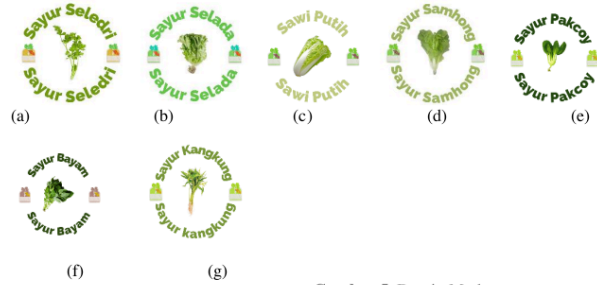 Sayur Seledri
Sayur Seledri
(a)
Sayur Selada
Sayur Selada
(b)
Sawi Putih
Sawi Putih
(c)
Sayur Samhong
Sayur Samhong
(d)
Sayur Pakcoy
Sayur Pakcoy
(e)
Sayur Bayam
Sayur Bayam
(f)
Sayur Kangkung
Sayur kangkung
(g)